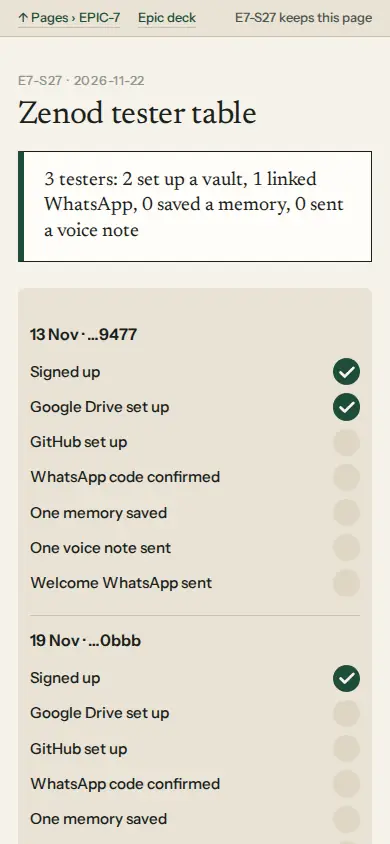 ↑ Pages › EPIC-7 Epic deck E7-S27 keeps this page
E7-S27 · 2026-11-22
Zenod tester table
3 testers: 2 set up a vault, 1 linked
WhatsApp, 0 saved a memory, 0 sent
a voice note
13 Nov · …9477
Signed up
Google Drive set up
GitHub set up
WhatsApp code confirmed
One memory saved
One voice note sent
Welcome WhatsApp sent
19 Nov · …0bbb
Signed up
Google Drive set up
GitHub set up
WhatsApp code confirmed
One memory saved